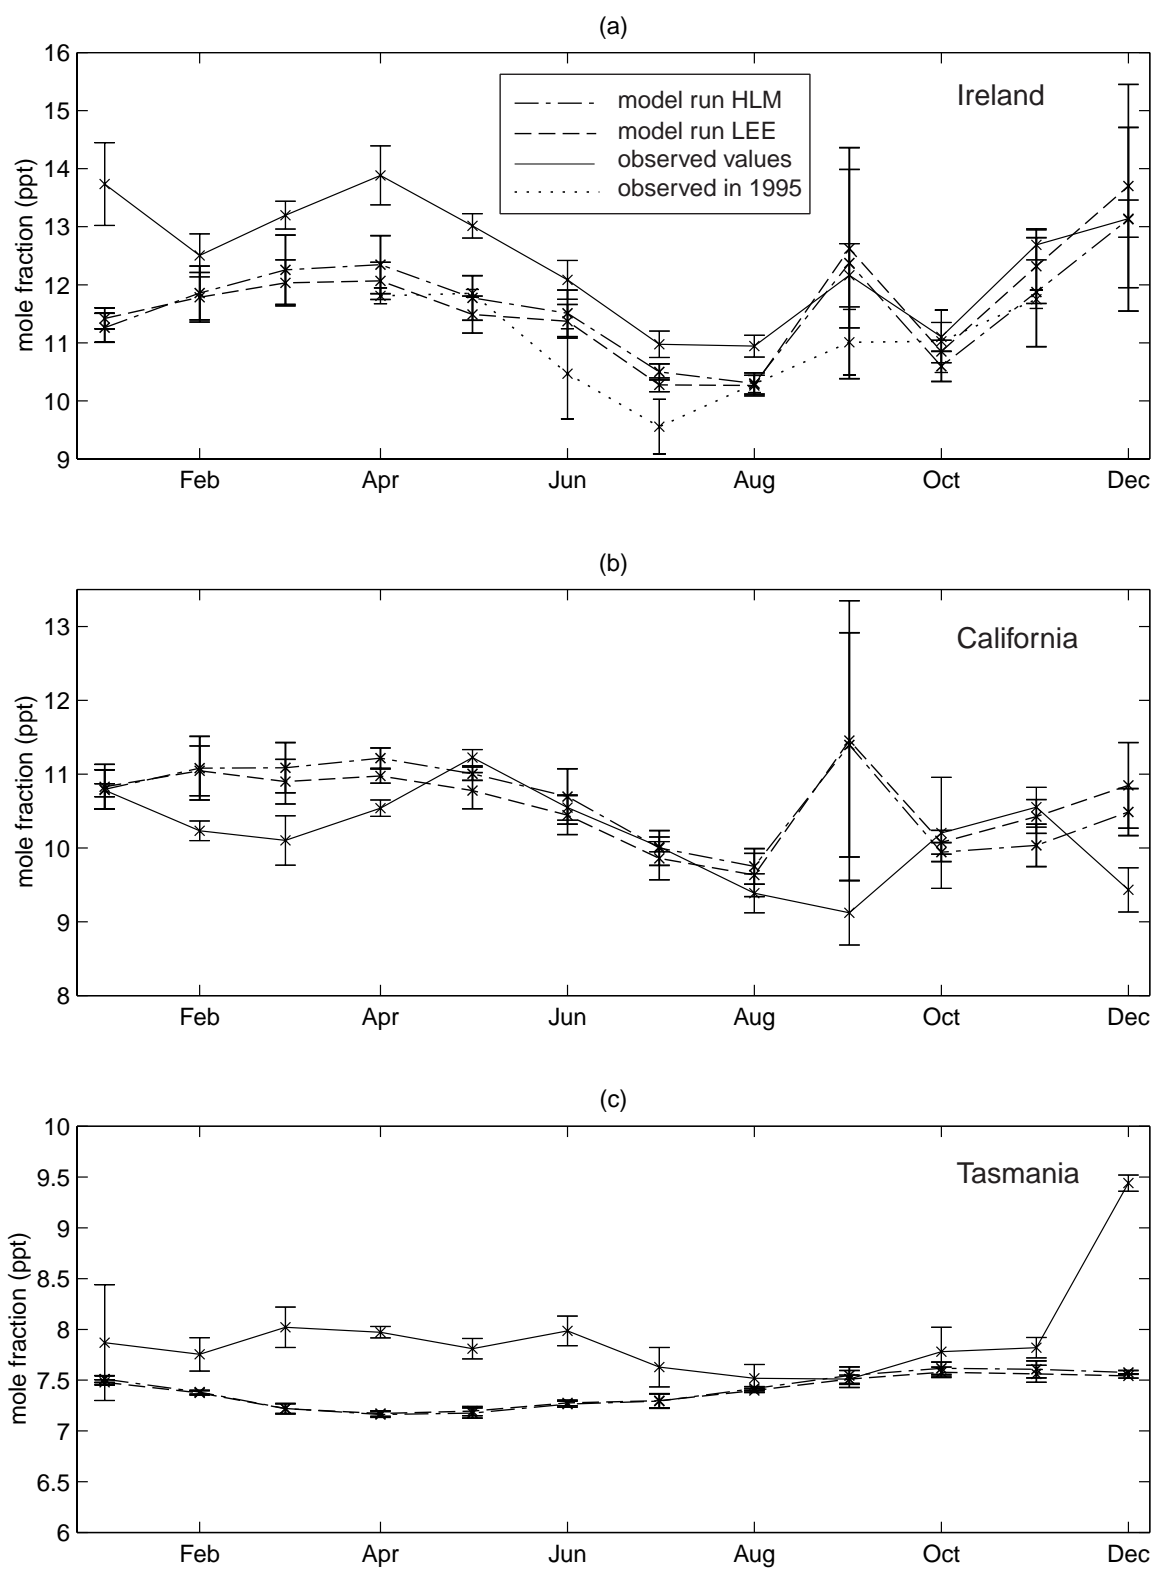 (a)
16
15
14
13
12
11
10
9
mole fraction (ppt)
Ireland
model run HLM
model run LEE
observed values
observed in 1995
Feb Apr Jun Aug Oct Dec
(b)
13
12
11
10
9
8
mole fraction (ppt)
California
Feb Apr Jun Aug Oct Dec
(c)
10
9.5
9
8.5
8
7.5
7
6.5
6
mole fraction (ppt)
Tasmania
Feb Apr Jun Aug Oct Dec